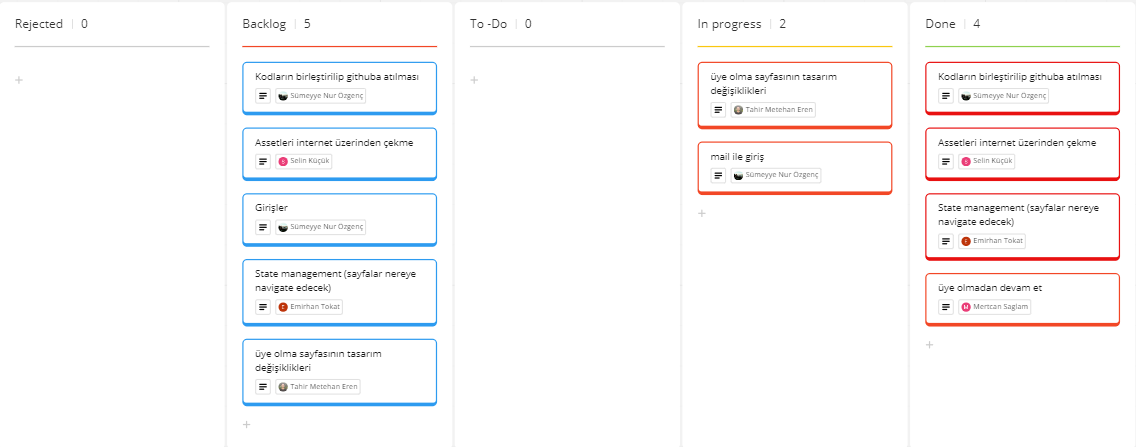 Rejected | 0
+
Backlog | 5
Kodların birleştirilip githuba atılması
Sümeyye Nur Özgenç
Assetleri internet üzerinden çekme
S Selin Küçük
Girişler
Sümeyye Nur Özgenç
State management (sayfalar nereye
navigate edecek)
E Emirhan Tokat
üye olma sayfasının tasarım
değişiklikleri
Tahir Metehan Eren
+
To -Do | 0
+
In progress | 2
üye olma sayfasının tasarım
değişiklikleri
Tahir Metehan Eren
mail ile giriş
Sümeyye Nur Özgenç
+
Done | 4
Kodların birleştirilip githuba atılması
Sümeyye Nur Özgenç
Assetleri internet üzerinden çekme
S Selin Küçük
State management (sayfalar nereye
navigate edecek)
E Emirhan Tokat
üye olmadan devam et
M Mertcan Saglam
+